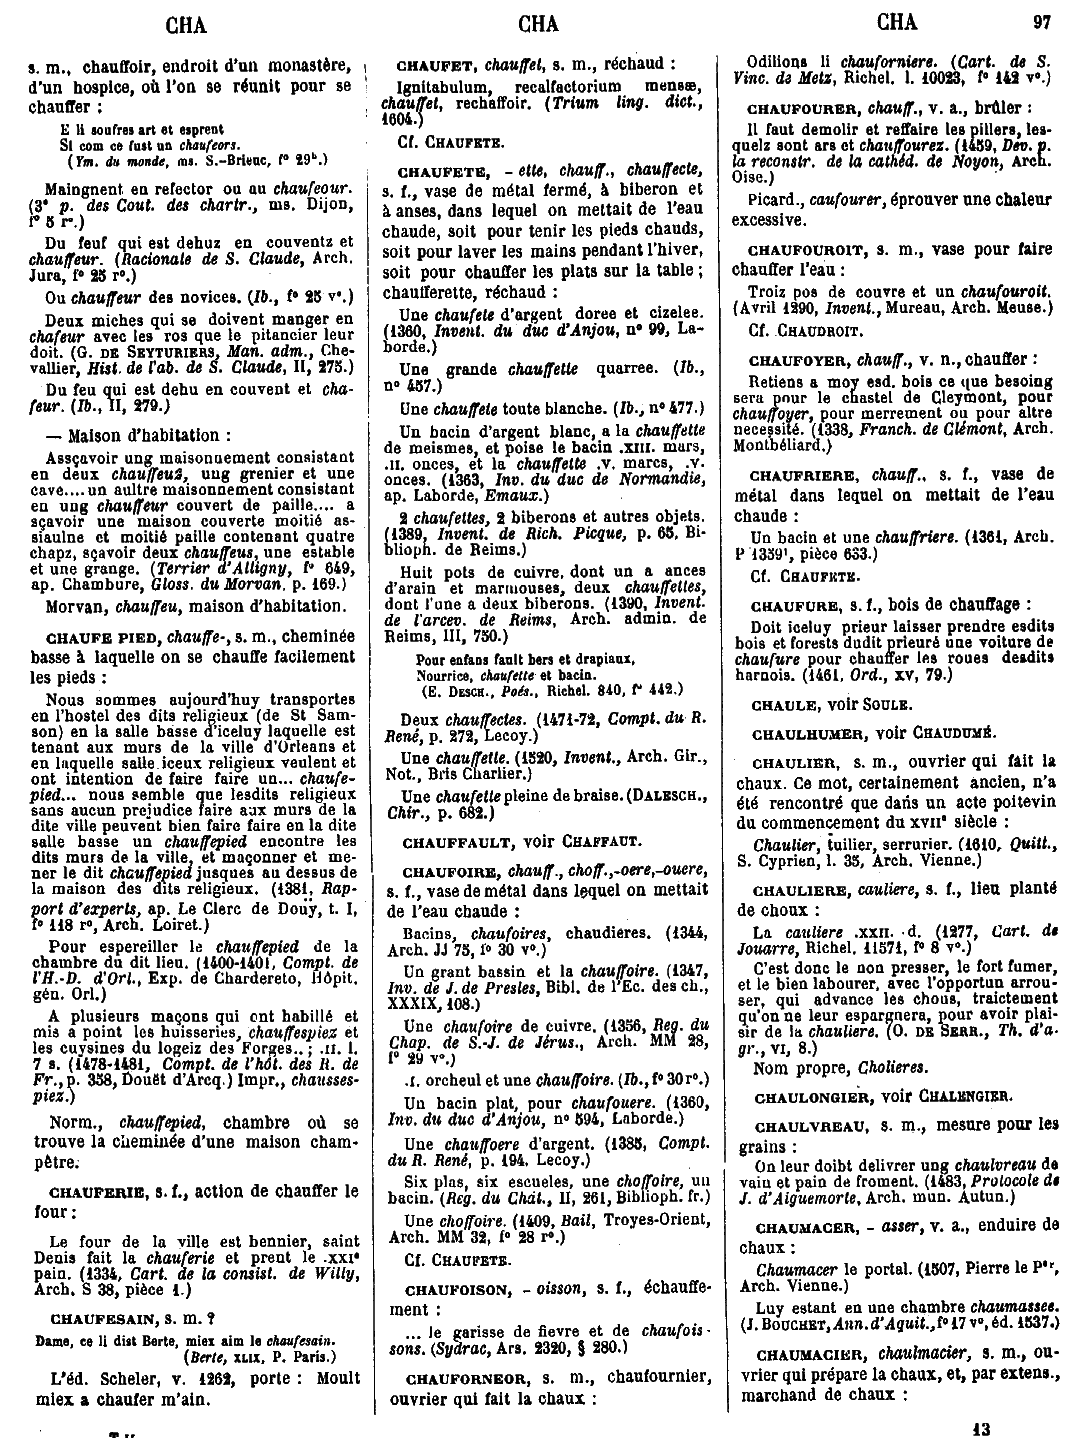 CHA
CHA
CHA
97
s. m., chauffoir, endroit d'un monastère,
d'un hospice, où l'on se réunit pour se
chauffer :
E li soufres art et esprent
Si com ce fust un chaufeors.
(Ym. du monde, ms. S.-Brieuc, f° 29b.)
Maingnent en refector ou au chaufeour.
(3e p. des Cout. des chartr., ms. Dijon,
f° 5 r°.)
Du feuf qui est dehuz en couventz et
chauffeur. (Racionale de S. Claude, Arch.
Jura, f° 25 r°.)
Ou chauffeur des novices. (Ib., f° 25 v°.)
Deux miches qui se doivent manger en
chafeur avec les ros que le pitancier leur
doit. (G. DE SEYTURIERS, Man. adm., Che-
vallier, Hist. de l'ab. de S. Claude, II, 275.)
Du feu qui est dehu en couvent et cha-
feur. (Ib., II, 279.)
— Maison d'habitation :
Assçavoir ung maisonnement consistant
en deux chauffeuz, ung grenier et une
cave.... un aultre maisonnement consistant
en ung chauffeur couvert de paille.... a
sçavoir une maison couverte moitié as-
siaulne et moitié paille contenant quatre
chapz, sçavoir deux chauffeus, une estable
et une grange. (Terrier d'Alligny, f° 649,
ap. Chambure, Gloss. du Morvan, p. 169.)
Morvan, chauffeu, maison d'habitation.
CHAUFE PIED, chauffe-, s. m., cheminée
basse à laquelle on se chauffe facilement
les pieds :
Nous sommes aujourd'huy transportes
en l'hostel des dits religieux (de St Sam-
son) en la salle basse d'iceluy laquelle est
tenant aux murs de la ville d'Orleans et
en laquelle salle iceux religieux veulent et
ont intention de faire faire un... chaufe-
pied... nous semble que lesdits religieux
sans aucun prejudice faire aux murs de la
dite ville peuvent bien faire faire en la dite
salle basse un chauffepied encontre les
dits murs de la ville, et maçonner et me-
ner le dit chauffepied jusques au dessus de
la maison des dits religieux. (1381, Rap-
port d'experts, ap. Le Clerc de Douy, t. I,
f° 118 r°, Arch. Loiret.)
Pour espereiller le chauffepied de la
chambre du dit lieu. (1400-1401, Compt. de
l'H.-D. d'Orl., Exp. de Chardereto, Hôpit.
gén. Orl.)
A plusieurs maçons qui ont habillé et
mis a point les huisseries, chauffespiez et
les cuysines du logeiz des Forges..; .II. l.
7 s. (1478-1481, Compt. de l'hôt. des R. de
Fr., p. 358, Douët d'Arcq.) Impr., chausses-
piez.)
Norm., chauffepied, chambre où se
trouve la cheminée d'une maison cham-
pêtre.
CHAUFERIE, s. f., action de chauffer le
four :
Le four de la ville est bennier, saint
Denis fait la chauferie et prent le .XXIe
pain. (1334, Cart. de la consist. de Willy,
Arch. S 38, pièce 1.)
CHAUFESAIN, s. m. ?
Dame, ce li dist Berte, miex aim le chaufesain.
(Berte, XLIX, P. Paris.)
L'éd. Scheler, v. 1262, porte : Moult
miex a chaufer m'ain.
CHAUFET, chauffet, s. m., réchaud :
Ignitabulum, recalfactorium mensæ,
chauffet, rechaffoir. (Trium ling. dict.,
1604.)
Cf. CHAUFETE.
CHAUFETE, - ette, chauff., chauffecte,
s. f., vase de métal fermé, à biberon et
à anses, dans lequel on mettait de l'eau
chaude, soit pour tenir les pieds chauds,
soit pour laver les mains pendant l'hiver,
soit pour chauffer les plats sur la table ;
chaufferette, réchaud :
Une chaufete d'argent doree et cizelee.
(1360, Invent. du duc d'Anjou, n° 99, La-
borde.)
Une grande chauffette quarree. (Ib.,
n° 457.)
Une chauffete toute blanche. (Ib., n° 477.)
Un bacin d'argent blanc, a la chauffette
de meismes, et poise le bacin .XIII. mars,
.II. onces, et la chauffette .V. marcs, .V.
onces. (1363, Inv. du duc de Normandie,
ap. Laborde, Emaux.)
2 chaufettes, 2 biberons et autres objets.
(1389, Invent. de Rich. Picque, p. 65, Bi-
blioph. de Reims.)
Huit pots de cuivre, dont un a ances
d'arain et marmouses, deux chauffettes,
dont l'une a deux biberons. (1390, Invent.
de l'arcev. de Reims, Arch. admin. de
Reims, III, 750.)
Pour enfans fault bers et drapiaux,
Nourrice, chaufette et bacin.
(E. DESCH., Poés., Richel. 840, f° 442.)
Deux chauffectes. (1471-72, Compt. du R.
René, p. 272, Lecoy.)
Une chauffette. (1520, Invent., Arch. Gir.,
Not., Bris Charlier.)
Une chaufette pleine de braise. (DALESCH.,
Chir., p. 682.)
CHAUFFAULT, voir CHAFFAUT.
CHAUFOIRE, chauff., choff., -oere, -ouere,
s. f., vase de métal dans lequel on mettait
de l'eau chaude :
Bacins, chaufoires, chaudieres. (1344,
Arch. JJ 75, f° 30 v°.)
Un grant bassin et la chauffoire. (1347,
Inv. de J. de Presles, Bibl. de l'Ec. des ch.,
XXXIX, 108.)
Une chaufoire de cuivre. (1356, Reg. du
Chap. de S.-J. de Jérus., Arch. MM 28,
f° 29 v°.)
.I. orcheul et une chauffoire. (Ib., f° 30 r°.)
Un bacin plat, pour chaufouere. (1360,
Inv. du duc d'Anjou, n° 594, Laborde.)
Une chauffoere d'argent. (1385, Compt.
du R. René, p. 194, Lecoy.)
Six plas, six escueles, une choffoire, un
bacin. (Reg. du Chât., II, 261, Biblioph. fr.)
Une choffoire. (1409, Bail, Troyes-Orient,
Arch. MM 32, f° 28 r°.)
Cf. CHAUFETE.
CHAUFOISON, - oisson, s. f., échauffe-
ment :
... le garisse de fievre et de chaufois-
sons. (Sydrac, Ars. 2320, § 280.)
CHAUFORNEOR, s. m., chaufournier,
ouvrier qui fait la chaux :
Odilions li chauforniere. (Cart. de S.
Vinc. de Metz, Richel. l. 10023, f° 142 v°.)
CHAUFOURER, chauff., v. a., brûler :
Il faut demolir et reffaire les pillers, les-
quelz sont ars et chauffourez. (1459, Dév. p.
la reconstr. de la cathéd. de Noyon, Arch.
Oise.)
Picard., caufourer, éprouver une chaleur
excessive.
CHAUFOUROIT, s. m., vase pour faire
chauffer l'eau :
Troiz pos de couvre et un chaufouroit.
(Avril 1290, Invent., Mureau, Arch. Meuse.)
Cf. CHAUDROIT.
CHAUFOYER, chauff., v. n., chauffer :
Retiens a moy esd. bois ce que besoing
sera pour le chastel de Cleymont, pour
chauffoyer, pour merrement ou pour altre
necessité. (1338, Franch. de Clémont, Arch.
Montbéliard.)
CHAUFRIERE, chauff., s. f., vase de
métal dans lequel on mettait de l'eau
chaude :
Un bacin et une chauffriere. (1361, Arch.
P 1359¹, pièce 653.)
Cf. CHAUFETE.
CHAUFURE, s. f., bois de chauffage :
Doit iceluy prieur laisser prendre esdits
bois et forests dudit prieuré une voiture de
chaufure pour chauffer les roues desdits
harnois. (1461, Ord., XV, 79.)
CHAULE, voir SOULE.
CHAULHUMER, voir CHAUDUMÉ.
CHAULIER, s. m., ouvrier qui fait la
chaux. Ce mot, certainement ancien, n'a
été rencontré que dans un acte poitevin
du commencement du XVIIe siècle :
Chaulier, tuilier, serrurier. (1610, Quitt.,
S. Cyprien, l. 35, Arch. Vienne.)
CHAULIERE, cauliere, s. f., lieu planté
de choux :
La cauliere .XXII. d. (1277, Cart. de
Jouarre, Richel. 11571, f° 8 v°.)
C'est donc le non presser, le fort fumer,
et le bien labourer, avec l'opportun arrou-
ser, qui advance les chous, traictement
qu'on ne leur espargnera, pour avoir plai-
sir de la chauliere. (O. DE SERR., Th. d'a-
gr., VI, 8.)
Nom propre, Cholieres.
CHAULONGIER, voir CHALENGIER.
CHAULVREAU, s. m., mesure pour les
grains :
On leur doibt delivrer ung chaulvreau de
vain et pain de froment. (1483, Protocole de
J. d'Aiguemorte, Arch. mun. Autun.)
CHAUMACER, - asser, v. a., enduire de
chaux :
Chaumacer le portal. (1507, Pierre le Per,
Arch. Vienne.)
Luy estant en une chambre chaumassee.
(J. BOUCHET, Ann. d'Aquit., f° 17 v°, éd. 1537.)
CHAUMACIER, chaulmacier, s. m., ou-
vrier qui prépare la chaux, et, par extens.,
marchand de chaux :
13